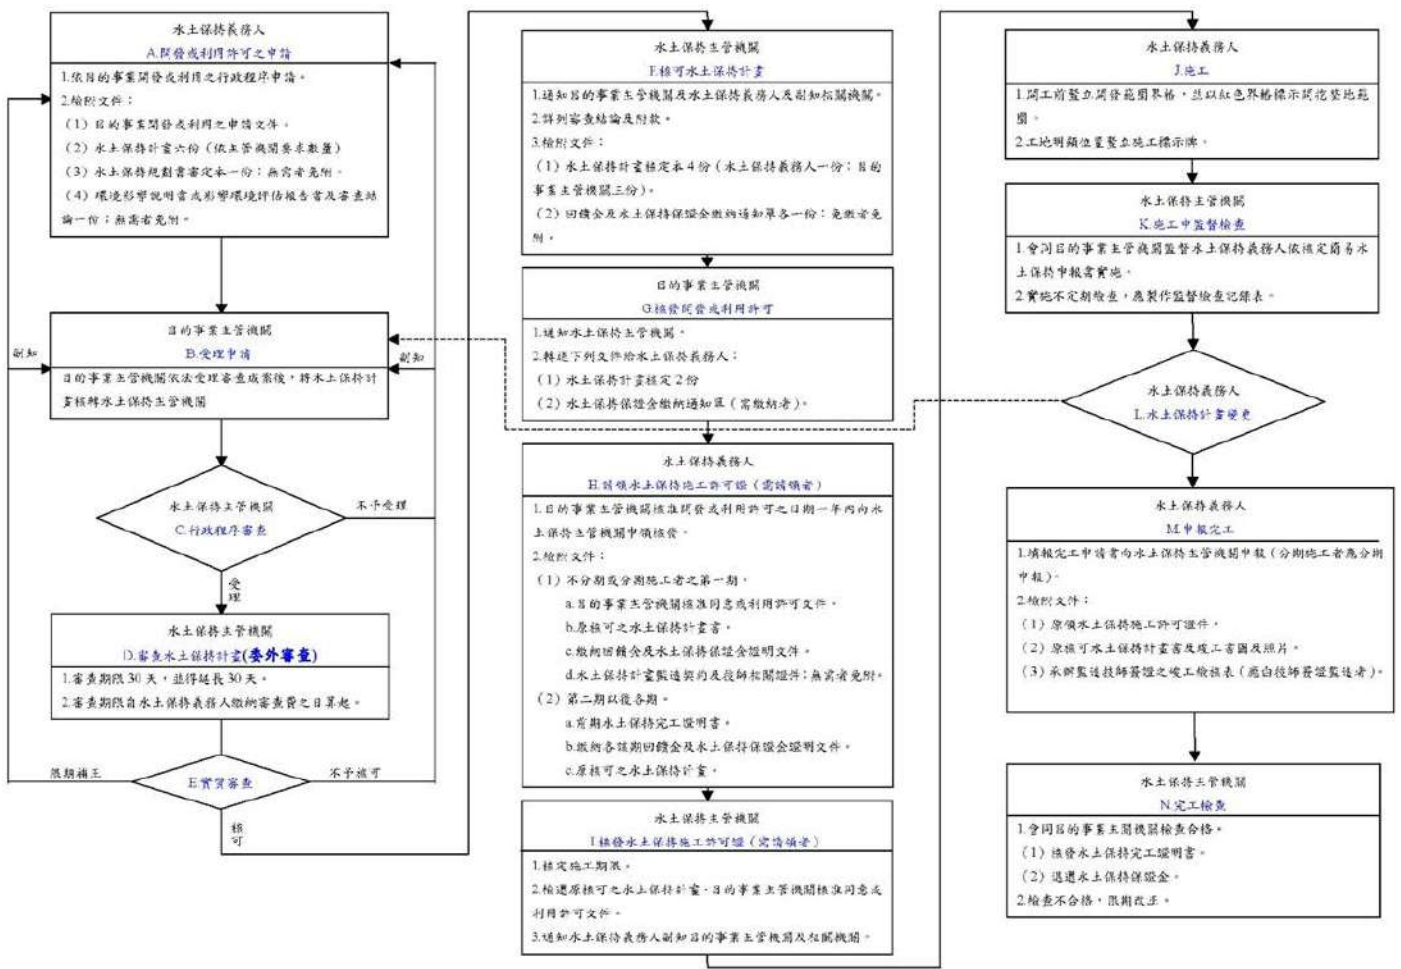 水土保持義務人
A.開發或利用許可之申請
1.依目的事業開發或利用之行政程序申請。
2.檢附文件：
（1）目的事業開發或利用之申請文件。
（2）水土保持計畫六份（依主管機關要求數量）
（3）水土保持規劃書審定本一份；無需者免附。
（4）環境影響說明書或影響環境評估報告書及審查結
論一份；無需者免附。
目的事業主管機關
B.受理申請
副知
副知
目的事業主管機關依法受理審查成案後，將水土保持計
畫核轉水土保持主管機關
水土保持主管機關
C.行政程序審查
不予受理
受
理
水土保持主管機關
D.審查水土保持計畫(委外審查)
1.審查期限30天，並得延長30天。
2.審查期限自水土保持義務人繳納審查費之日算起。
限期補正
E.實質審查
不予核可
核
可
水土保持主管機關
F.核可水土保持計畫
1.通知目的事業主管機關及水土保持義務人及副知相關機關。
2.詳列審查結論及附款。
3.檢附文件：
（1）水土保持計畫核定本4份（水土保持義務人一份；目的
事業主管機關三份）。
（2）回饋金及水土保持保證金繳納通知單各一份；免繳者免
附。
目的事業主管機關
G.核發開發或利用許可
1.通知水土保持主管機關。
2.轉送下列文件給水土保持義務人：
（1）水土保持計畫核定2份
（2）水土保持保證金繳納通知單（需繳納者）。
水土保持義務人
H.請領水土保持施工許可證（需請領者）
1.目的事業主管機關核准開發或利用許可之日期一年內向水
土保持主管機關申領核發。
2.檢附文件：
（1）不分期或分期施工者之第一期。
a.目的事業主管機關核准同意或利用許可文件。
b.原核可之水土保持計畫書。
c.繳納回饋金及水土保持保證金證明文件。
d.水土保持計畫監造契約及技師相關證件；無需者免附。
（2）第二期以後各期。
a.前期水土保持完工證明書。
b.繳納各該期回饋金及水土保持保證金證明文件。
c.原核可之水土保持計畫。
水土保持主管機關
I.核發水土保持施工許可證（需請領者）
1.核定施工期限。
2.檢還原核可之水土保持計畫、目的事業主管機關核准同意或
利用許可文件。
3.通知水土保持義務人副知目的事業主管機關及相關機關。
水土保持義務人
J.施工
1.開工前豎立開發範圍界樁，並以紅色界樁標示開挖整地範
圍。
2.工地明顯位置豎立施工標示牌。
水土保持主管機關
K.施工中監督檢查
1.會同目的事業主管機關監督水土保持義務人依核定簡易水
土保持申報書實施。
2.實施不定期檢查，應製作監督檢查記錄表。
水土保持義務人
L.水土保持計畫變更
水土保持義務人
M.申報完工
1.填報完工申請書向水土保持主管機關申報（分期施工者應分期
申報）。
2.檢附文件：
（1）原領水土保持施工許可證件。
（2）原核可水土保持計畫書及竣工書圖及照片。
（3）承辦監造技師簽證之竣工檢核表（應由技師簽證監造者）。
水土保持主管機關
N.完工檢查
1.會同目的事業主關機關檢查合格。
（1）核發水土保持完工證明書。
（2）退還水土保持保證金。
2.檢查不合格，限期改正。